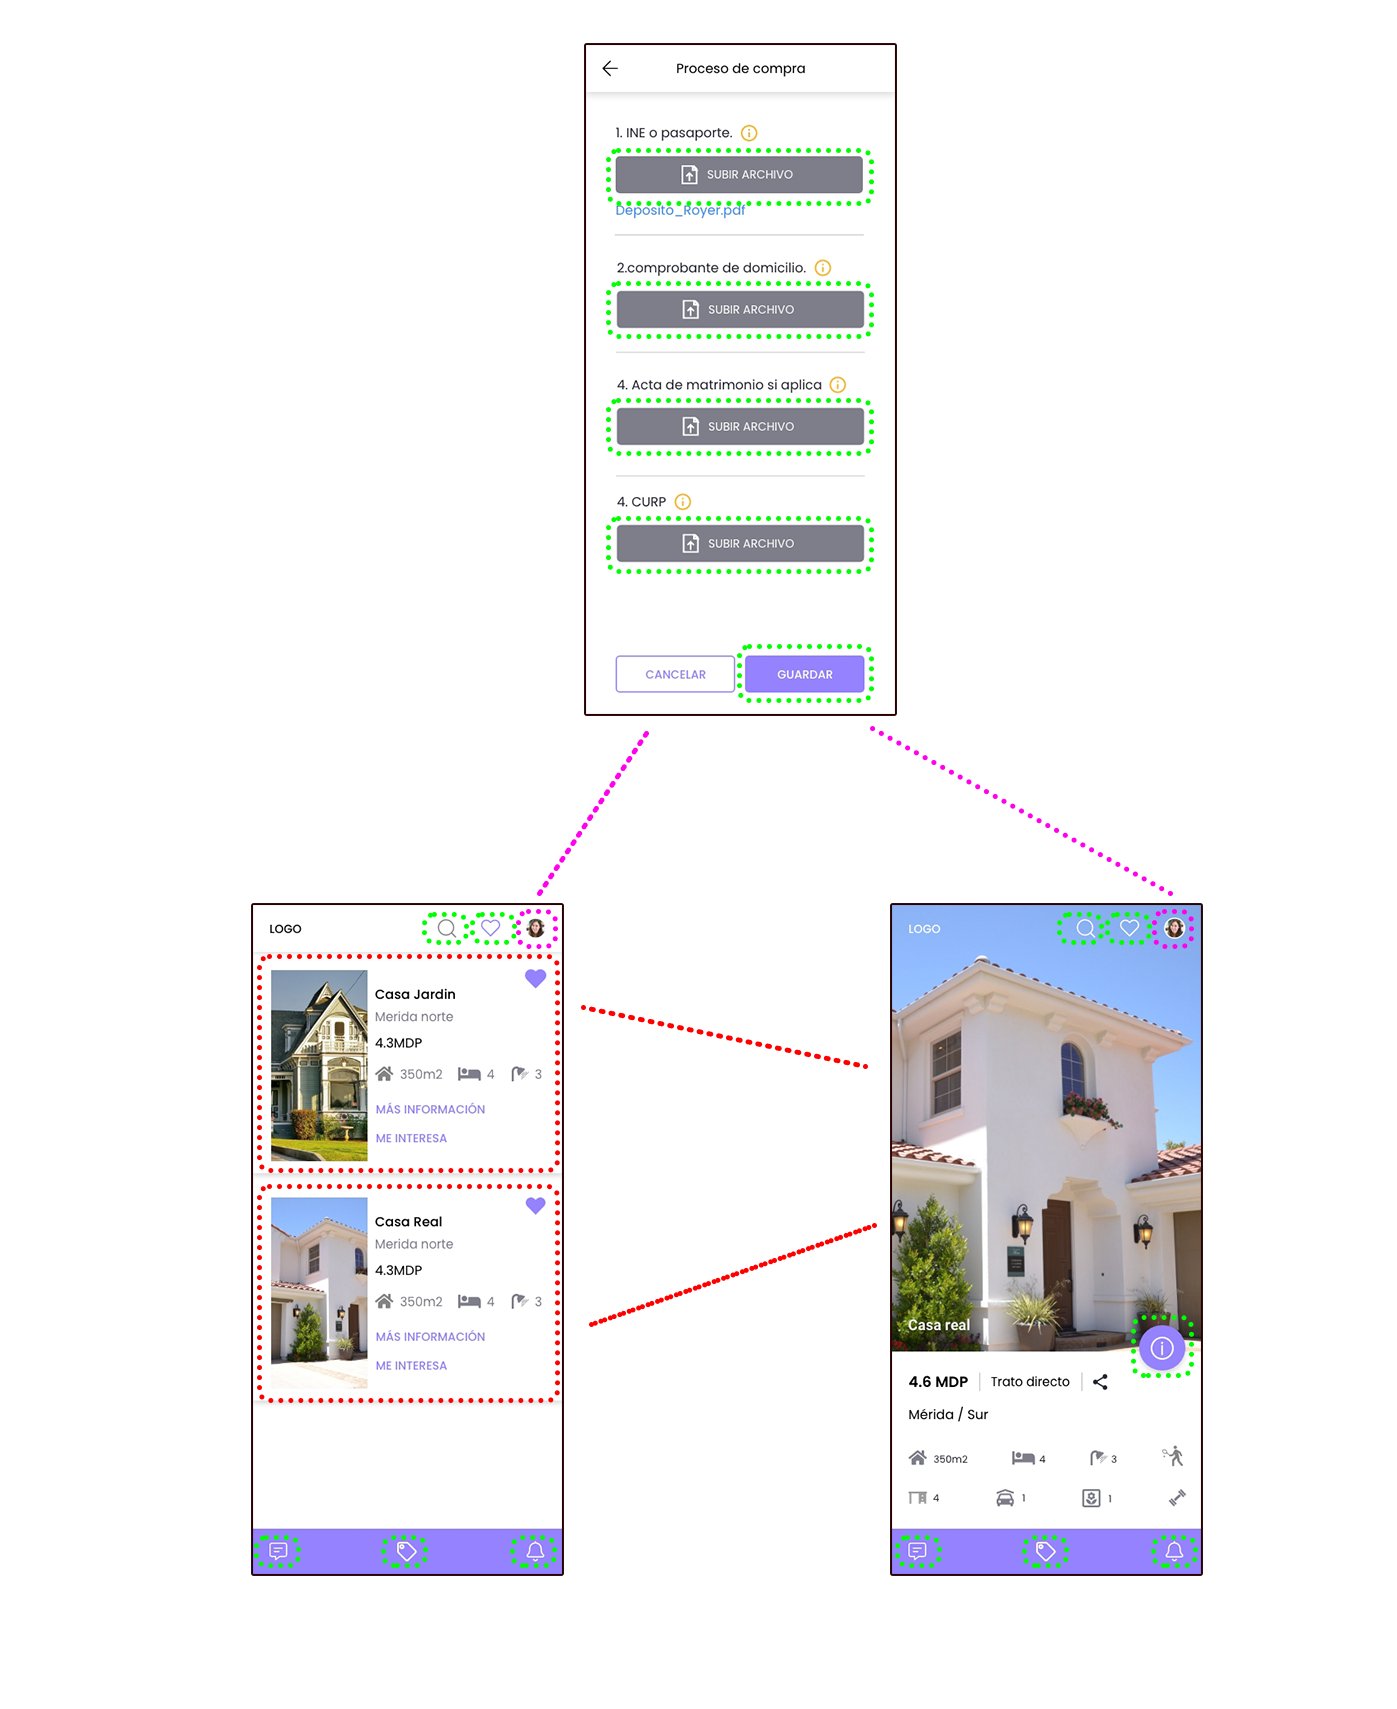 Proceso de compra
1. INE o pasaporte.
SUBIR ARCHIVO
Deposito_Royer.pdf
2.comprobante de domicilio.
SUBIR ARCHIVO
4. Acta de matrimonio si aplica
SUBIR ARCHIVO
4. CURP
SUBIR ARCHIVO
CANCELAR GUARDAR
LOGO
Casa Jardin
Merida norte
4.3MDP
350m2 4 3
MÁS INFORMACIÓN
ME INTERESA
Casa Real
Merida norte
4.3MDP
350m2 4 3
MÁS INFORMACIÓN
ME INTERESA
LOGO
Casa real
4.6 MDP Trato directo
Mérida / Sur
350m2 4 3
4 1 1